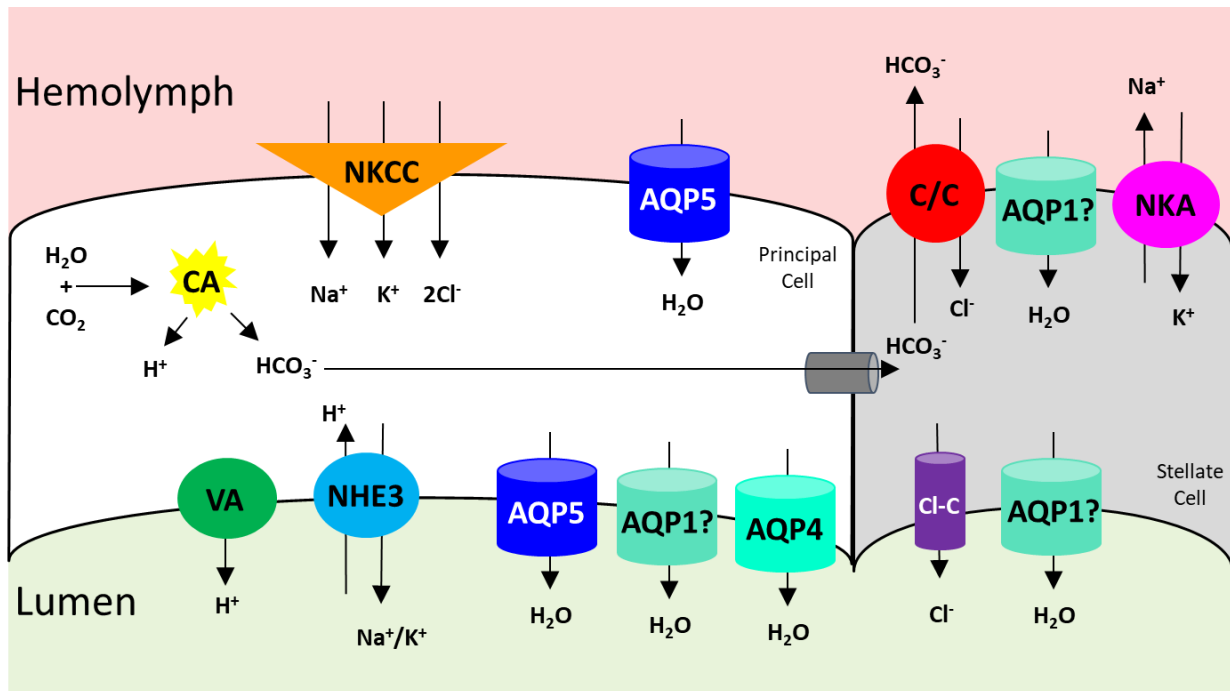 Hemolymph
HCO₃⁻
Na⁺
NKCC
AQP5
C/C
AQP1?
NKA
Principal
Cell
H₂O
+
CO₂
CA
Na⁺
K⁺
2Cl⁻
H₂O
Cl⁻
H₂O
K⁺
H⁺
HCO₃⁻
HCO₃⁻
H⁺
VA
NHE3
AQP5
AQP1?
AQP4
Cl-C
AQP1?
Stellate
Cell
Lumen
H⁺
Na⁺/K⁺
H₂O
H₂O
H₂O
Cl⁻
H₂O